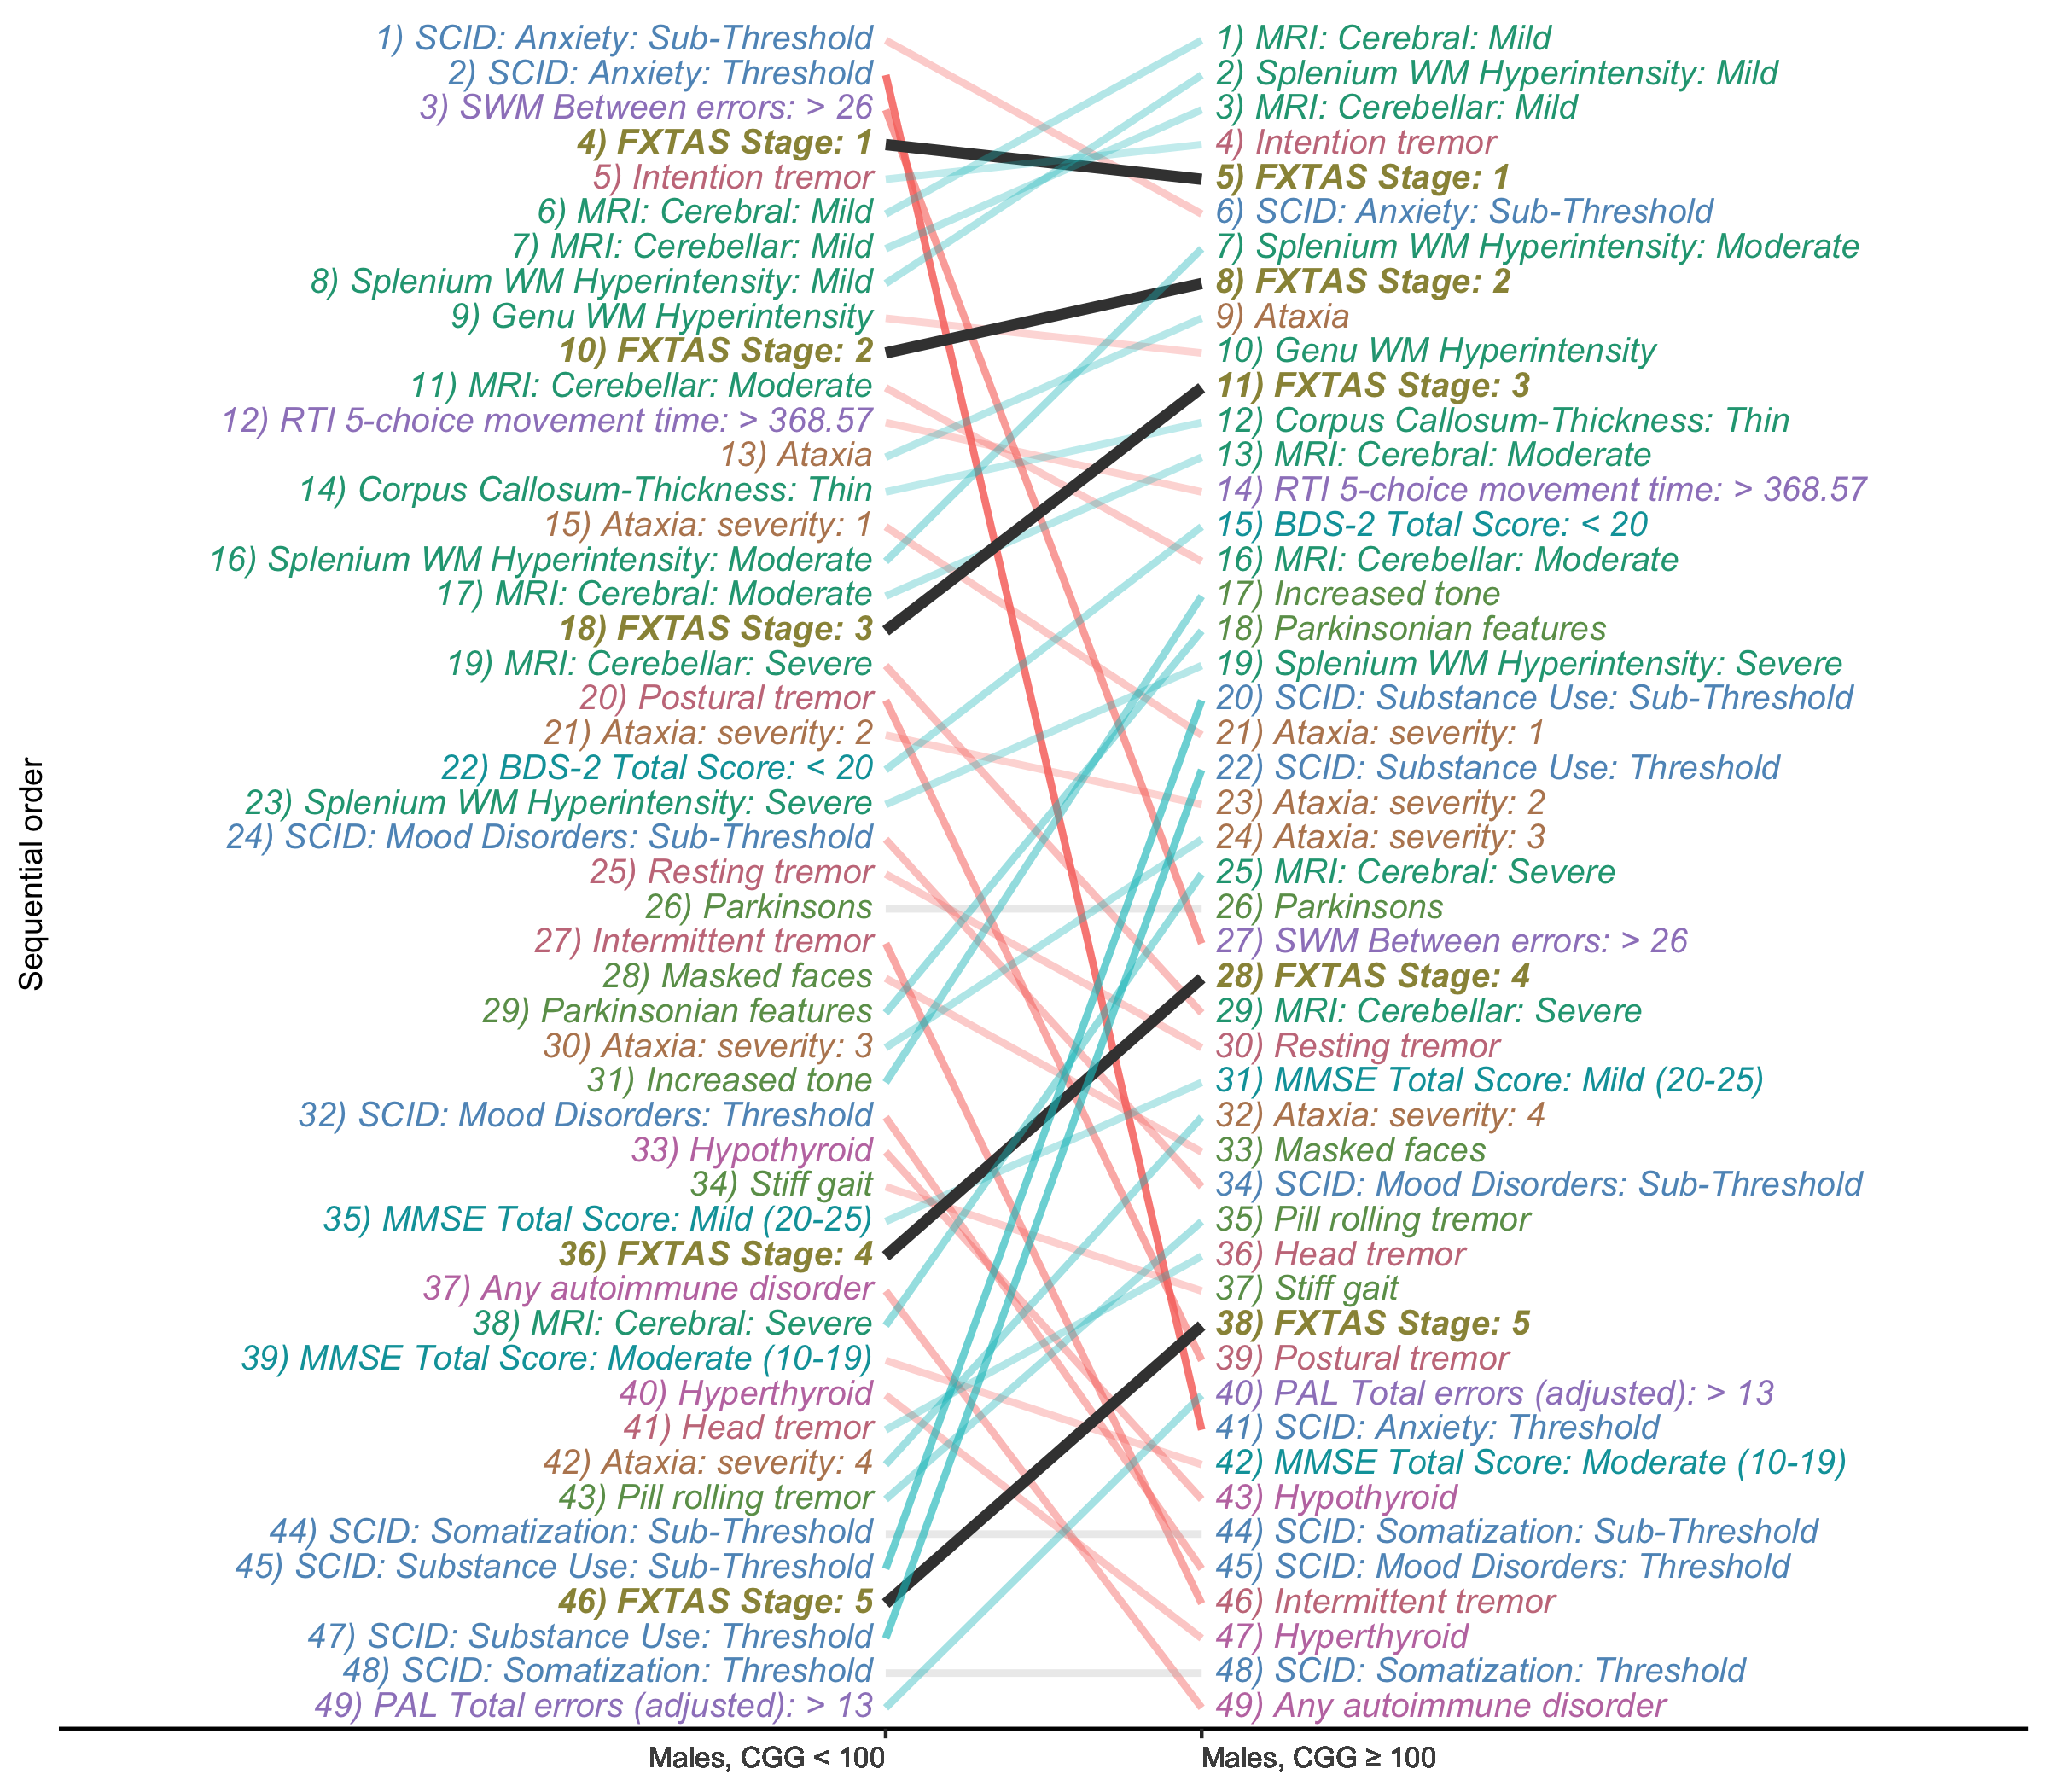 Sequential order
1) SCID: Anxiety: Sub-Threshold
2) SCID: Anxiety: Threshold
3) SWM Between errors: > 26
4) FXTAS Stage: 1
5) Intention tremor
6) MRI: Cerebral: Mild
7) MRI: Cerebellar: Mild
8) Splenium WM Hyperintensity: Mild
9) Genu WM Hyperintensity
10) FXTAS Stage: 2
11) MRI: Cerebellar: Moderate
12) RTI 5-choice movement time: > 368.57
13) Ataxia
14) Corpus Callosum-Thickness: Thin
15) Ataxia: severity: 1
16) Splenium WM Hyperintensity: Moderate
17) MRI: Cerebral: Moderate
18) FXTAS Stage: 3
19) MRI: Cerebellar: Severe
20) Postural tremor
21) Ataxia: severity: 2
22) BDS-2 Total Score: < 20
23) Splenium WM Hyperintensity: Severe
24) SCID: Mood Disorders: Sub-Threshold
25) Resting tremor
26) Parkinsons
27) Intermittent tremor
28) Masked faces
29) Parkinsonian features
30) Ataxia: severity: 3
31) Increased tone
32) SCID: Mood Disorders: Threshold
33) Hypothyroid
34) Stiff gait
35) MMSE Total Score: Mild (20-25)
36) FXTAS Stage: 4
37) Any autoimmune disorder
38) MRI: Cerebral: Severe
39) MMSE Total Score: Moderate (10-19)
40) Hyperthyroid
41) Head tremor
42) Ataxia: severity: 4
43) Pill rolling tremor
44) SCID: Somatization: Sub-Threshold
45) SCID: Substance Use: Sub-Threshold
46) FXTAS Stage: 5
47) SCID: Substance Use: Threshold
48) SCID: Somatization: Threshold
49) PAL Total errors (adjusted): > 13
1) MRI: Cerebral: Mild
2) Splenium WM Hyperintensity: Mild
3) MRI: Cerebellar: Mild
4) Intention tremor
5) FXTAS Stage: 1
6) SCID: Anxiety: Sub-Threshold
7) Splenium WM Hyperintensity: Moderate
8) FXTAS Stage: 2
9) Ataxia
10) Genu WM Hyperintensity
11) FXTAS Stage: 3
12) Corpus Callosum-Thickness: Thin
13) MRI: Cerebral: Moderate
14) RTI 5-choice movement time: > 368.57
15) BDS-2 Total Score: < 20
16) MRI: Cerebellar: Moderate
17) Increased tone
18) Parkinsonian features
19) Splenium WM Hyperintensity: Severe
20) SCID: Substance Use: Sub-Threshold
21) Ataxia: severity: 1
22) SCID: Substance Use: Threshold
23) Ataxia: severity: 2
24) Ataxia: severity: 3
25) MRI: Cerebral: Severe
26) Parkinsons
27) SWM Between errors: > 26
28) FXTAS Stage: 4
29) MRI: Cerebellar: Severe
30) Resting tremor
31) MMSE Total Score: Mild (20-25)
32) Ataxia: severity: 4
33) Masked faces
34) SCID: Mood Disorders: Sub-Threshold
35) Pill rolling tremor
36) Head tremor
37) Stiff gait
38) FXTAS Stage: 5
39) Postural tremor
40) PAL Total errors (adjusted): > 13
41) SCID: Anxiety: Threshold
42) MMSE Total Score: Moderate (10-19)
43) Hypothyroid
44) SCID: Somatization: Sub-Threshold
45) SCID: Mood Disorders: Threshold
46) Intermittent tremor
47) Hyperthyroid
48) SCID: Somatization: Threshold
49) Any autoimmune disorder
Males, CGG < 100
Males, CGG ≥ 100